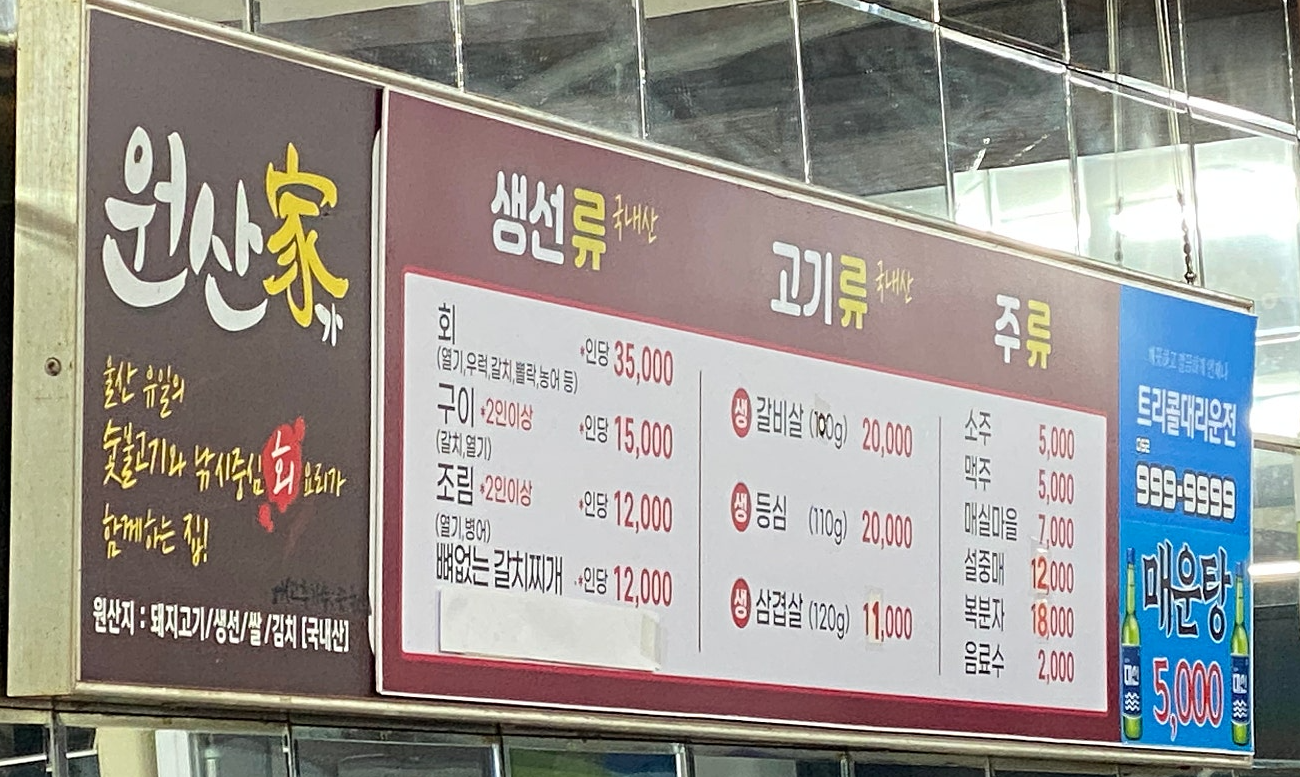 원산家
가
울산 유일의
숯불고기와 낚시중심 회 요리가
함께하는 집!
원산지 : 돼지고기/생선/쌀/김치 [국내산]
생선류 국내산
회
(열기,우럭,갈치,뽈락,농어 등)
*인당 35,000
구이 *2인이상
(갈치,열기)
*인당 15,000
조림 *2인이상
(열기,병어)
*인당 12,000
뼈없는 갈치찌개 *인당 12,000
고기류 국내산
생 갈비살 (100g) 20,000
생 등심 (110g) 20,000
생 삼겹살 (120g) 11,000
주류
소주 5,000
맥주 5,000
매실마을 7,000
설중매 12,000
복분자 18,000
음료수 2,000
트리콜대리운전
999-9999
매운탕
5,000
대선
대선